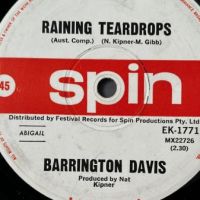 RAINING TEARDROPS
(Aust. Comp.) (N. Kipner-M. Gibb)
45
spin
Distributed by Festival Records for Spin Productions Pty. Ltd
ABIGAIL
EK-1771
MX22726
(2.30)
BARRINGTON DAVIS
Produced by Nat
Kipner